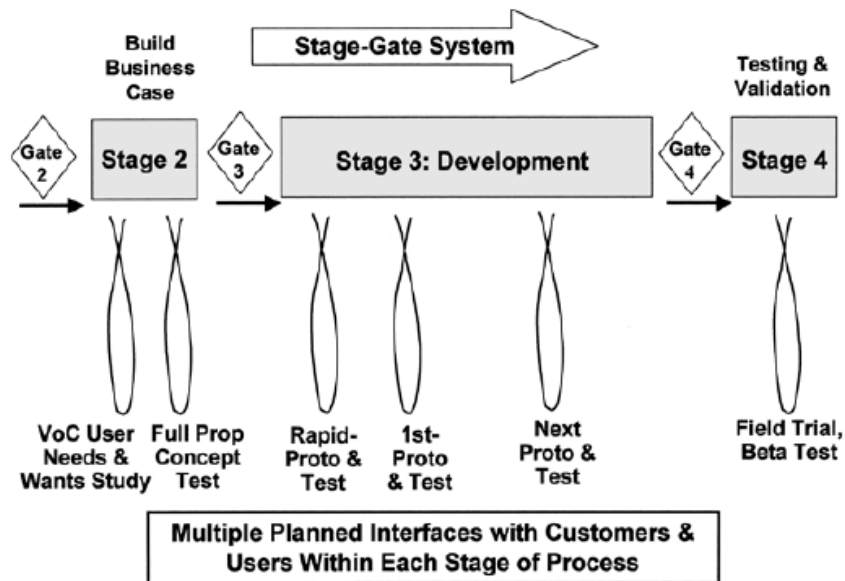 Build
Business
Case
Stage-Gate System
Testing &
Validation
Gate
2
Stage 2
Gate
3
Stage 3: Development
Gate
4
Stage 4
VoC User
Needs &
Wants Study
Full Prop
Concept
Test
Rapid-
Proto &
Test
1st-
Proto
& Test
Next
Proto &
Test
Field Trial,
Beta Test
Multiple Planned Interfaces with Customers &
Users Within Each Stage of Process